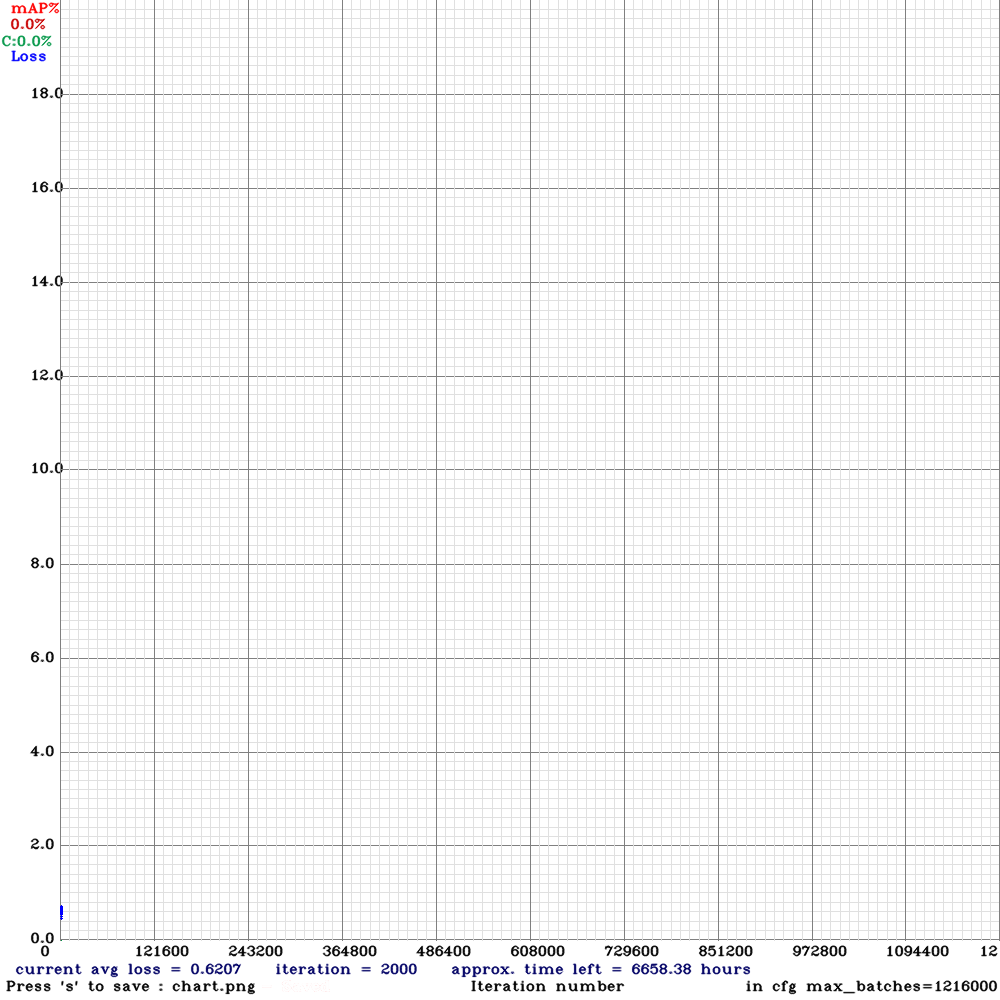 mAP%
0.0%
C:0.0%
Loss
18.0
16.0
14.0
12.0
10.0
8.0
6.0
4.0
2.0
0.0
0 121600 243200 364800 486400 608000 729600 851200 972800 1094400 12
current avg loss = 0.6207 iteration = 2000 approx. time left = 6658.38 hours
Press 's' to save : chart.png Iteration number in cfg max_batches=1216000